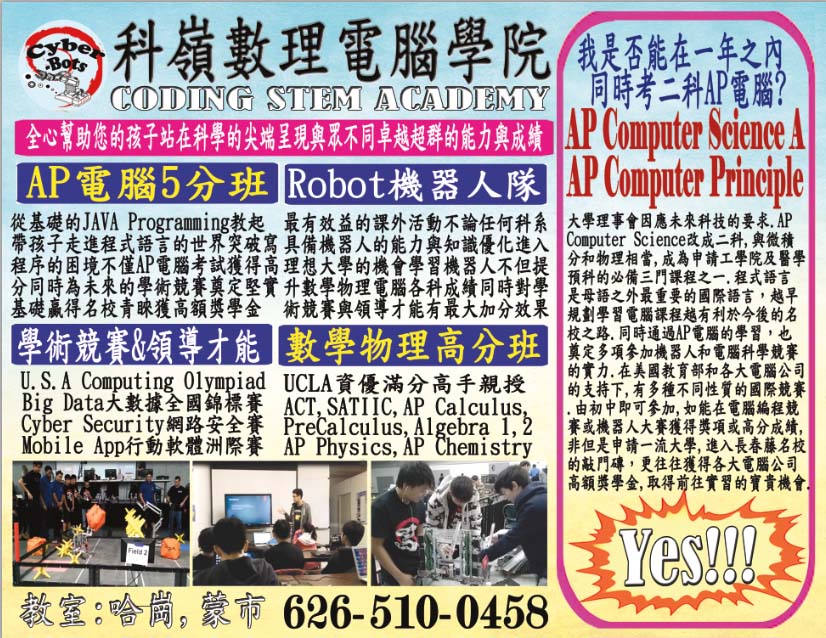 Cyber
Bots
科嶺數理電腦學院
CODING STEM ACADEMY
全心幫助您的孩子站在科學的尖端呈現與眾不同卓越超群的能力與成績
AP電腦5分班
從基礎的JAVA Programming教起
帶孩子走進程式語言的世界突破寫
程序的困境不僅AP電腦考試獲得高
分同時為未來的學術競賽奠定堅實
基礎贏得名校青睞獲高額獎學金
Robot機器人隊
最有效益的課外活動不論任何科系
具備機器人的能力與知識優化進入
理想大學的機會學習機器人不但提
升數學物理電腦各科成績同時對學
術競賽與領導才能有最大加分效果
學術競賽&領導才能
U.S.A Computing Olympiad
Big Data大數據全國錦標賽
Cyber Security網路安全賽
Mobile App行動軟體洲際賽
數學物理高分班
UCLA資優滿分高手親授
ACT,SATIIC,AP Calculus,
PreCalculus,Algebra 1,2
AP Physics,AP Chemistry
Field 2
教室:哈崗,蒙市 626-510-0458
我是否能在一年之內
同時考二科AP電腦?
AP Computer Science A
AP Computer Principle
大學理事會因應未來科技的要求.AP
Computer Science改成二科,與微積
分和物理相當,成為申請工學院及醫學
預科的必備三門課程之一.程式語言
是母語之外最重要的國際語言，越早
規劃學習電腦課程越有利於今後的名
校之路.同時通過AP電腦的學習，也
奠定多項參加機器人和電腦科學競賽
的實力.在美國教育部和各大電腦公司
的支持下,有多種不同性質的國際競賽
.由初中即可參加,如能在電腦編程競
賽或機器人大賽獲得獎項或高分成績,
非但是申請一流大學,進入長春藤名校
的敲門磚，更往往獲得各大電腦公司
高額獎學金,取得前往實習的寶貴機會.
Yes!!!